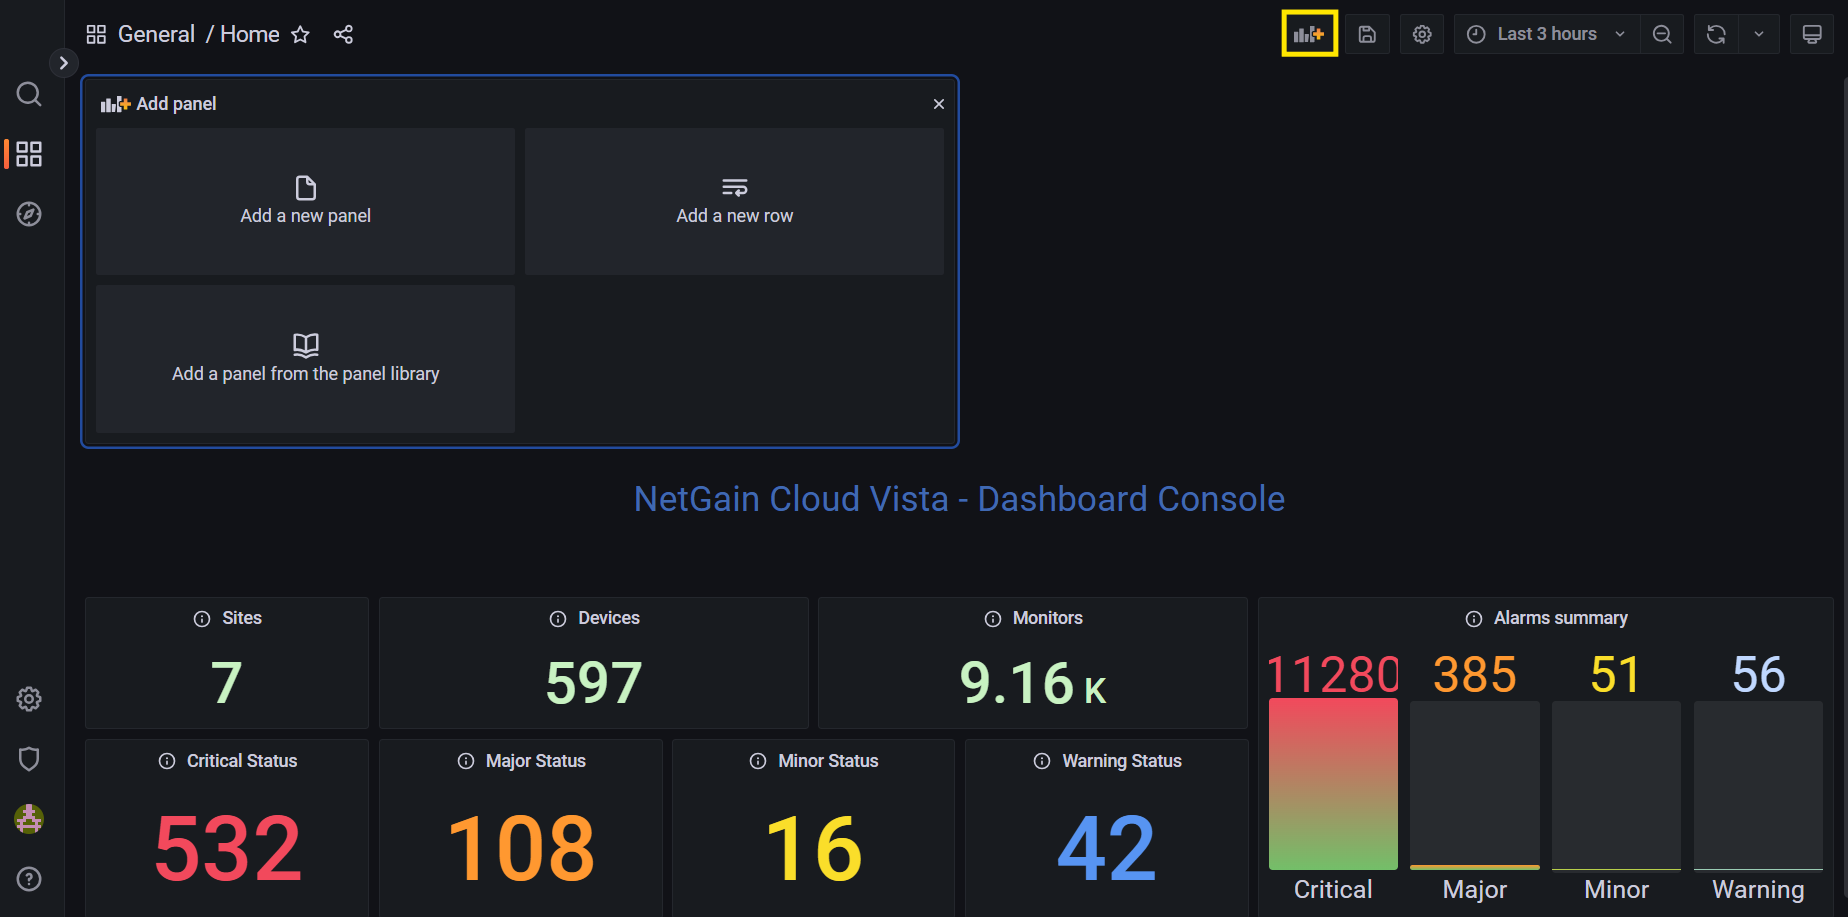 General / Home
Last 3 hours
Add panel
Add a new panel
Add a new row
Add a panel from the panel library
NetGain Cloud Vista - Dashboard Console
Sites
7
Devices
597
Monitors
9.16 K
Alarms summary
11280
385
51
56
Critical
Major
Minor
Warning
Critical Status
532
Major Status
108
Minor Status
16
Warning Status
42